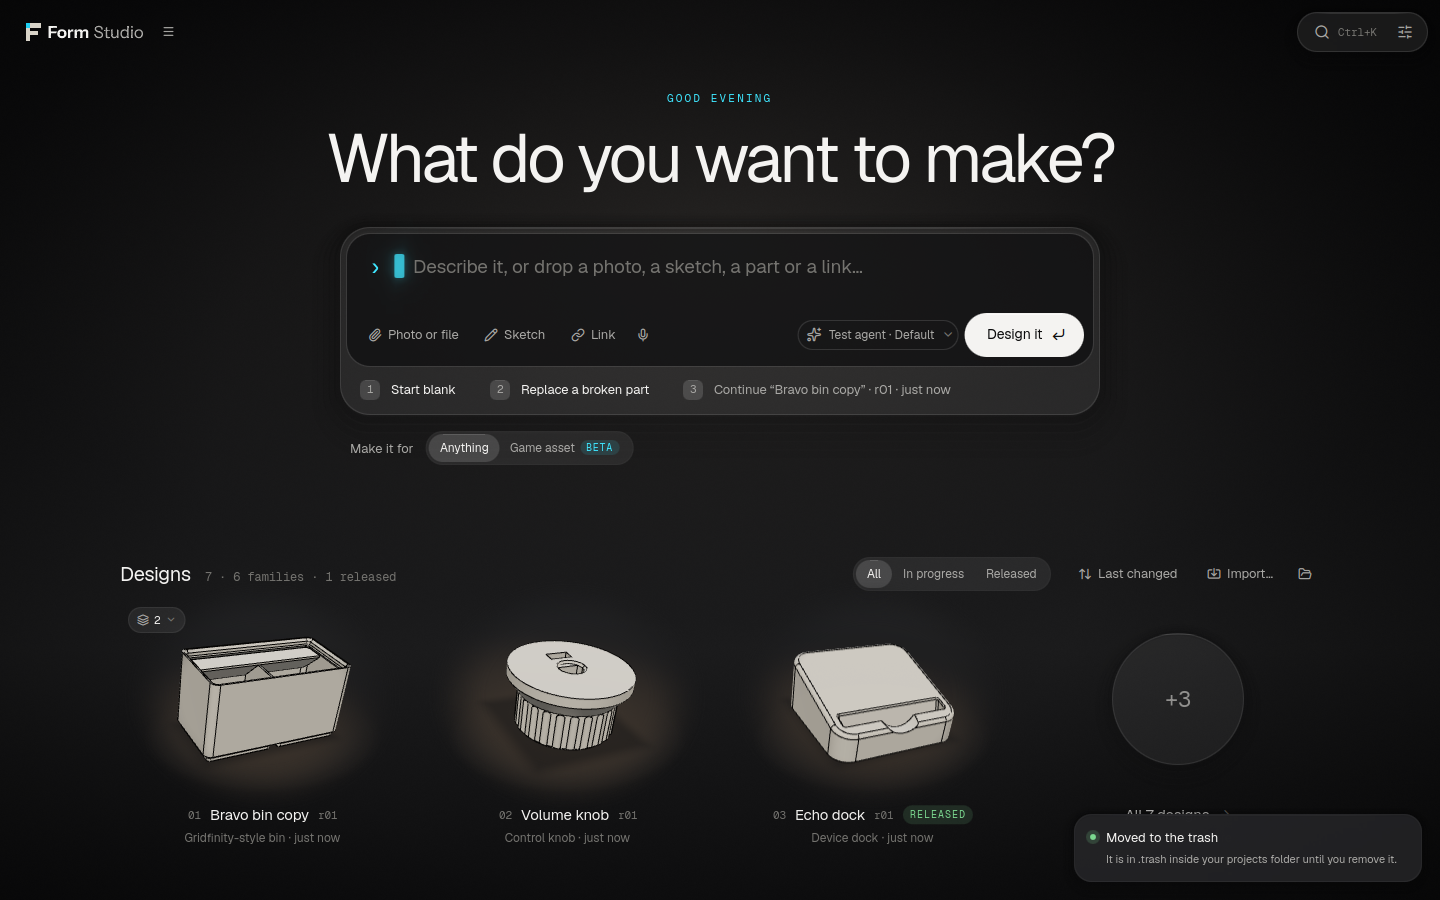 Form Studio
Ctrl+K
GOOD EVENING
What do you want to make?
› Describe it, or drop a photo, a sketch, a part or a link...
Photo or file Sketch Link Test agent · Default Design it
1 Start blank 2 Replace a broken part 3 Continue “Bravo bin copy” · r01 · just now
Make it for Anything Game asset BETA
Designs 7 · 6 families · 1 released All In progress Released Last changed Import...
2
+3
01 Bravo bin copy r01 02 Volume knob r01 03 Echo dock r01 RELEASED All 7 designs
Gridfinity-style bin · just now Control knob · just now Device dock · just now
Moved to the trash
It is in .trash inside your projects folder until you remove it.